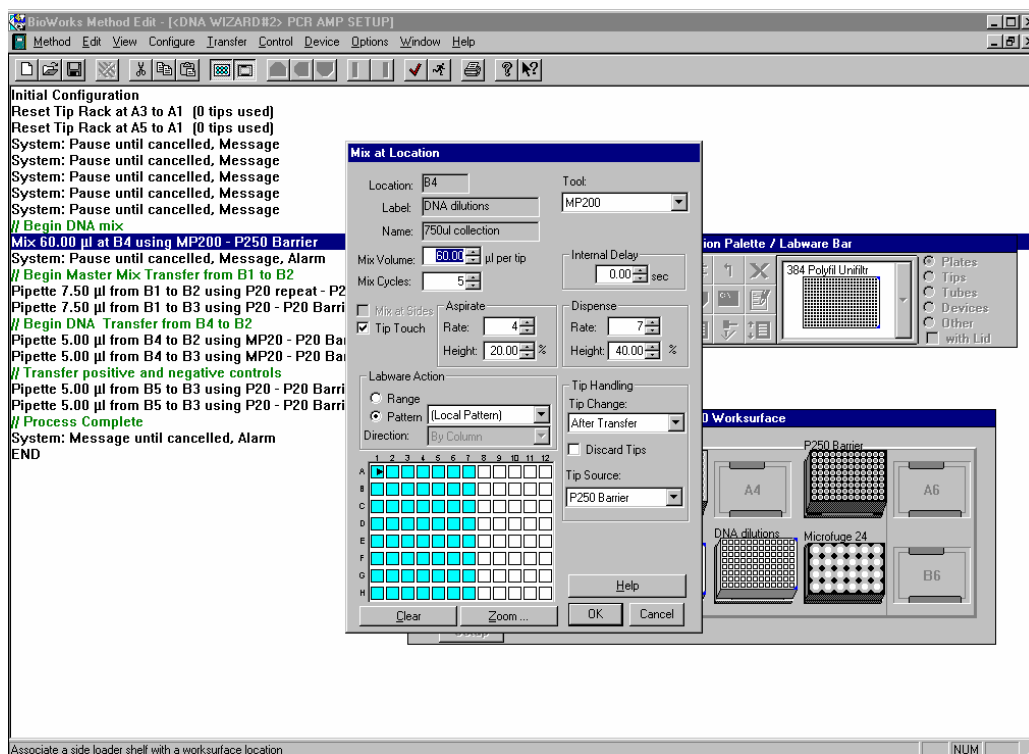 BioWorks Method Edit - [<DNA WIZARD#2> PCR AMP SETUP]
Method Edit View Configure Transfer Control Device Options Window Help
Initial Configuration
Reset Tip Rack at A3 to A1 (0 tips used)
Reset Tip Rack at A5 to A1 (0 tips used)
System: Pause until cancelled, Message
System: Pause until cancelled, Message
System: Pause until cancelled, Message
System: Pause until cancelled, Message
System: Pause until cancelled, Message
// Begin DNA mix
Mix 60.00 µl at B4 using MP200 - P250 Barrier
System: Pause until cancelled, Message, Alarm
// Begin Master Mix Transfer from B1 to B2
Pipette 7.50 µl from B1 to B2 using P20 repeat - P2
Pipette 7.50 µl from B1 to B3 using P20 - P20 Barri
// Begin DNA Transfer from B4 to B2
Pipette 5.00 µl from B4 to B2 using MP20 - P20 Ba
Pipette 5.00 µl from B4 to B3 using MP20 - P20 Ba
// Transfer positive and negative controls
Pipette 5.00 µl from B5 to B3 using P20 - P20 Barri
Pipette 5.00 µl from B5 to B3 using P20 - P20 Barri
// Process Complete
System: Message until cancelled, Alarm
END
Mix at Location
Location: B4
Label: DNA dilutions
Name: 750ul collection
Tool:
MP200
Mix Volume: 60.00 µl per tip
Mix Cycles: 5
Internal Delay
0.00 sec
Mix at Sides
Tip Touch
Aspirate
Rate: 4
Height: 20.00 %
Dispense
Rate: 7
Height: 40.00 %
Labware Action
Range
Pattern (Local Pattern)
Direction: By Column
1 2 3 4 5 6 7 8 9 10 11 12
A
B
C
D
E
F
G
H
Clear Zoom ...
Tip Handling
Tip Change:
After Transfer
Discard Tips
Tip Source:
P250 Barrier
Help
OK Cancel
ion Palette / Labware Bar
384 Polyfil Unifiltr
Plates
Tips
Tubes
Devices
Other
with Lid
0 Worksurface
P250 Barrier
A4
A6
DNA dilutions
Microfuge 24
B6
Setup
Associate a side loader shelf with a worksurface location
NUM